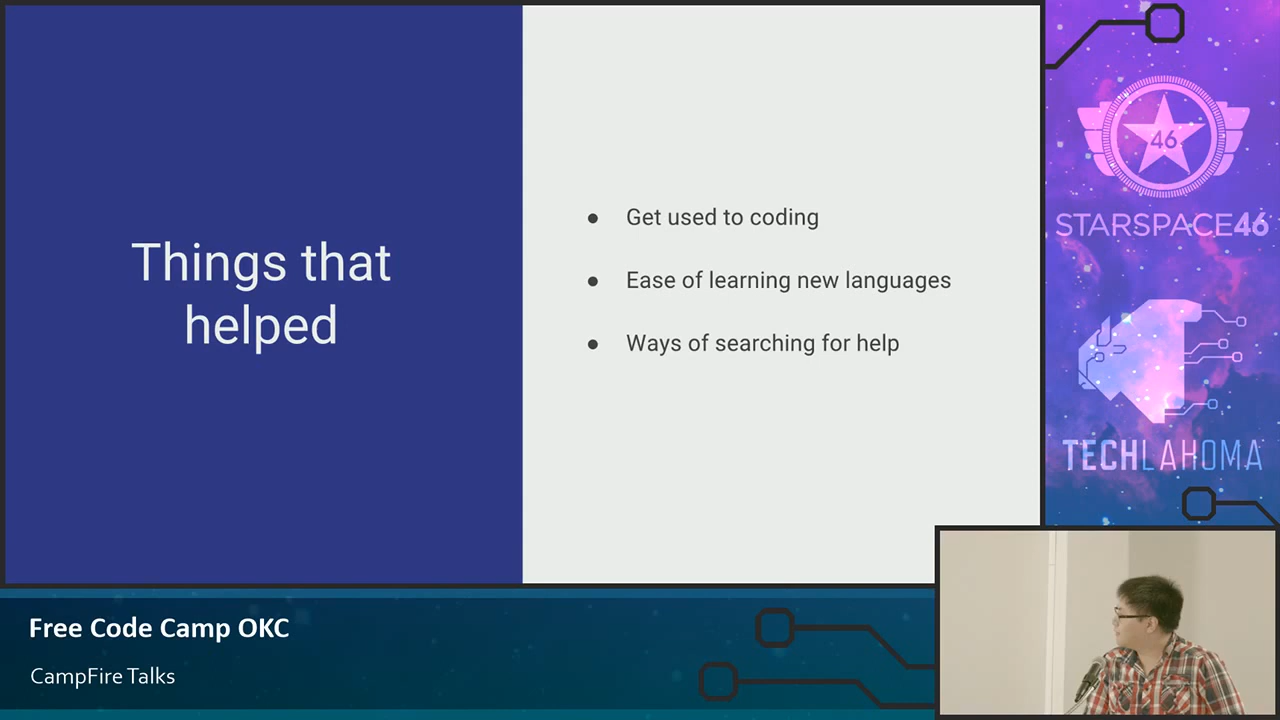 Things that
helped
● Get used to coding
● Ease of learning new languages
● Ways of searching for help
46
STARSPACE46
TECHLAHOMA
Free Code Camp OKC
CampFire Talks